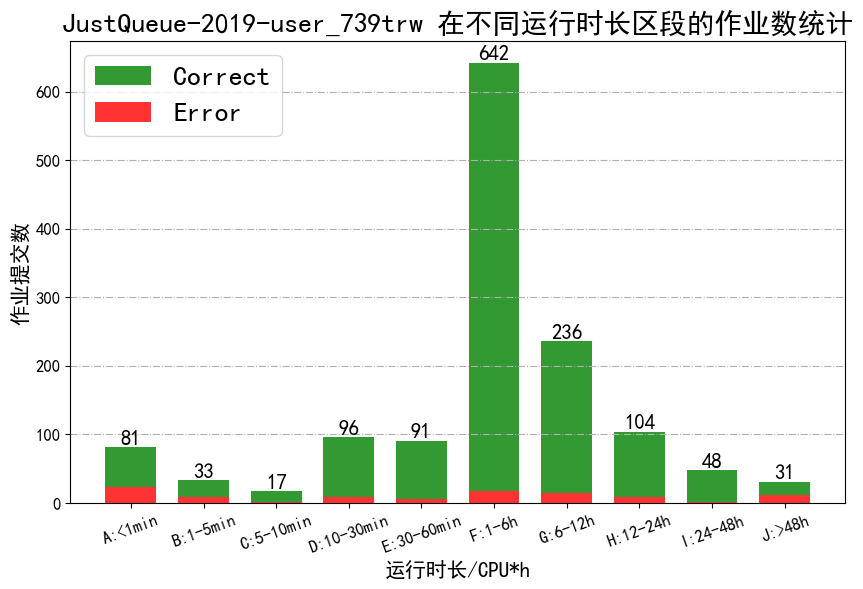 JustQueue-2019-user_739trw 在不同运行时长区段的作业数统计
Correct
Error
作业提交数
600
500
400
300
200
100
0
81
33
17
96
91
642
236
104
48
31
A:<1min
B:1-5min
C:5-10min
D:10-30min
E:30-60min
F:1-6h
G:6-12h
H:12-24h
I:24-48h
J:>48h
运行时长/CPU*h